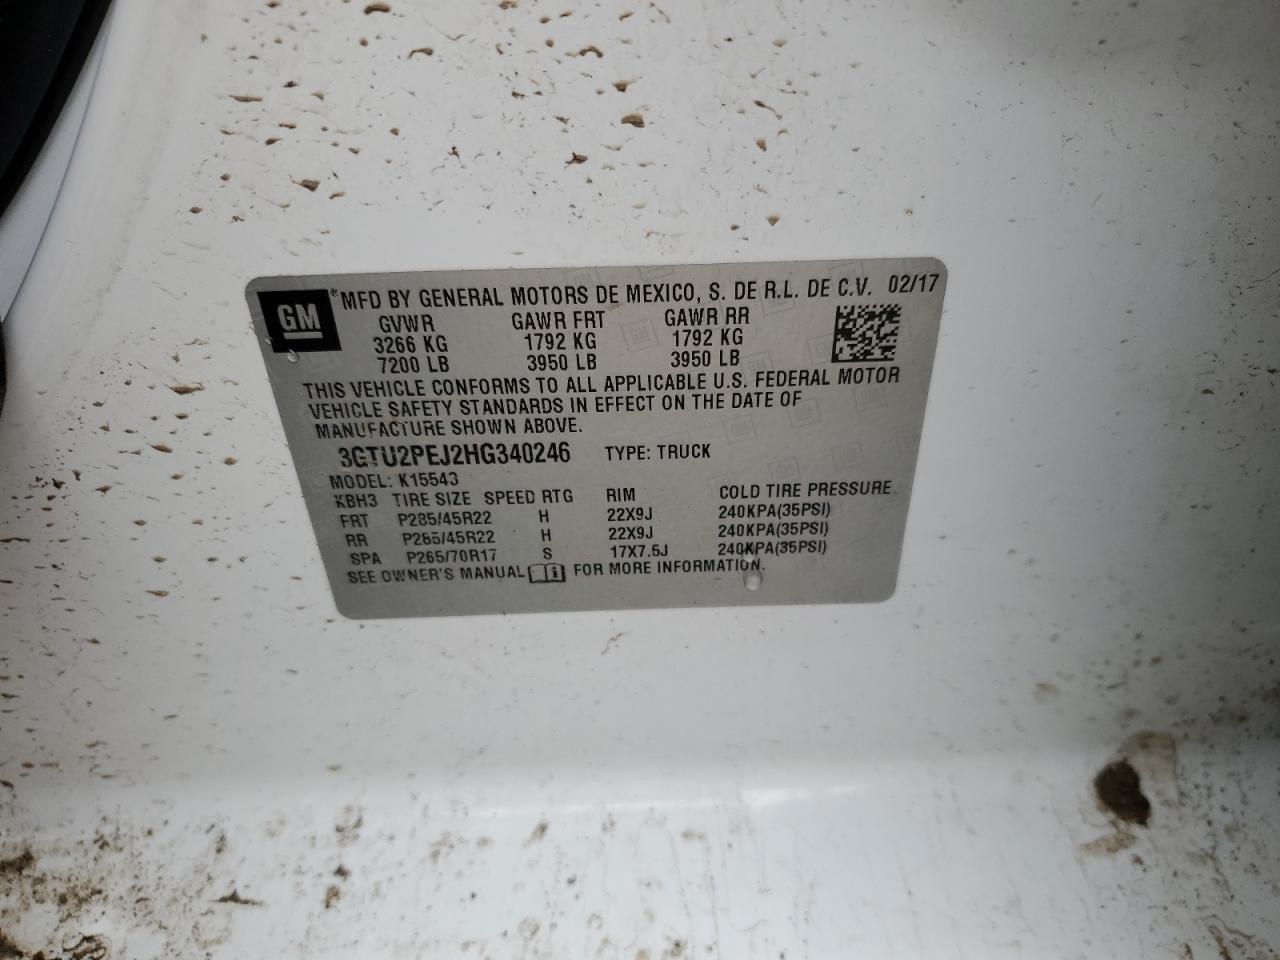 GM
® MFD BY GENERAL MOTORS DE MEXICO, S. DE R.L. DE C.V. 02/17
GVWR GAWR FRT GAWR RR
3266 KG 1792 KG 1792 KG
7200 LB 3950 LB 3950 LB
THIS VEHICLE CONFORMS TO ALL APPLICABLE U.S. FEDERAL MOTOR
VEHICLE SAFETY STANDARDS IN EFFECT ON THE DATE OF
MANUFACTURE SHOWN ABOVE.
3GTU2PEJ2HG340246 TYPE: TRUCK
MODEL: K15543
KBH3 TIRE SIZE SPEED RTG RIM COLD TIRE PRESSURE
FRT P285/45R22 H 22X9J 240KPA(35PSI)
RR P285/45R22 H 22X9J 240KPA(35PSI)
SPA P265/70R17 S 17X7.5J 240KPA(35PSI)
SEE OWNER'S MANUAL FOR MORE INFORMATION.